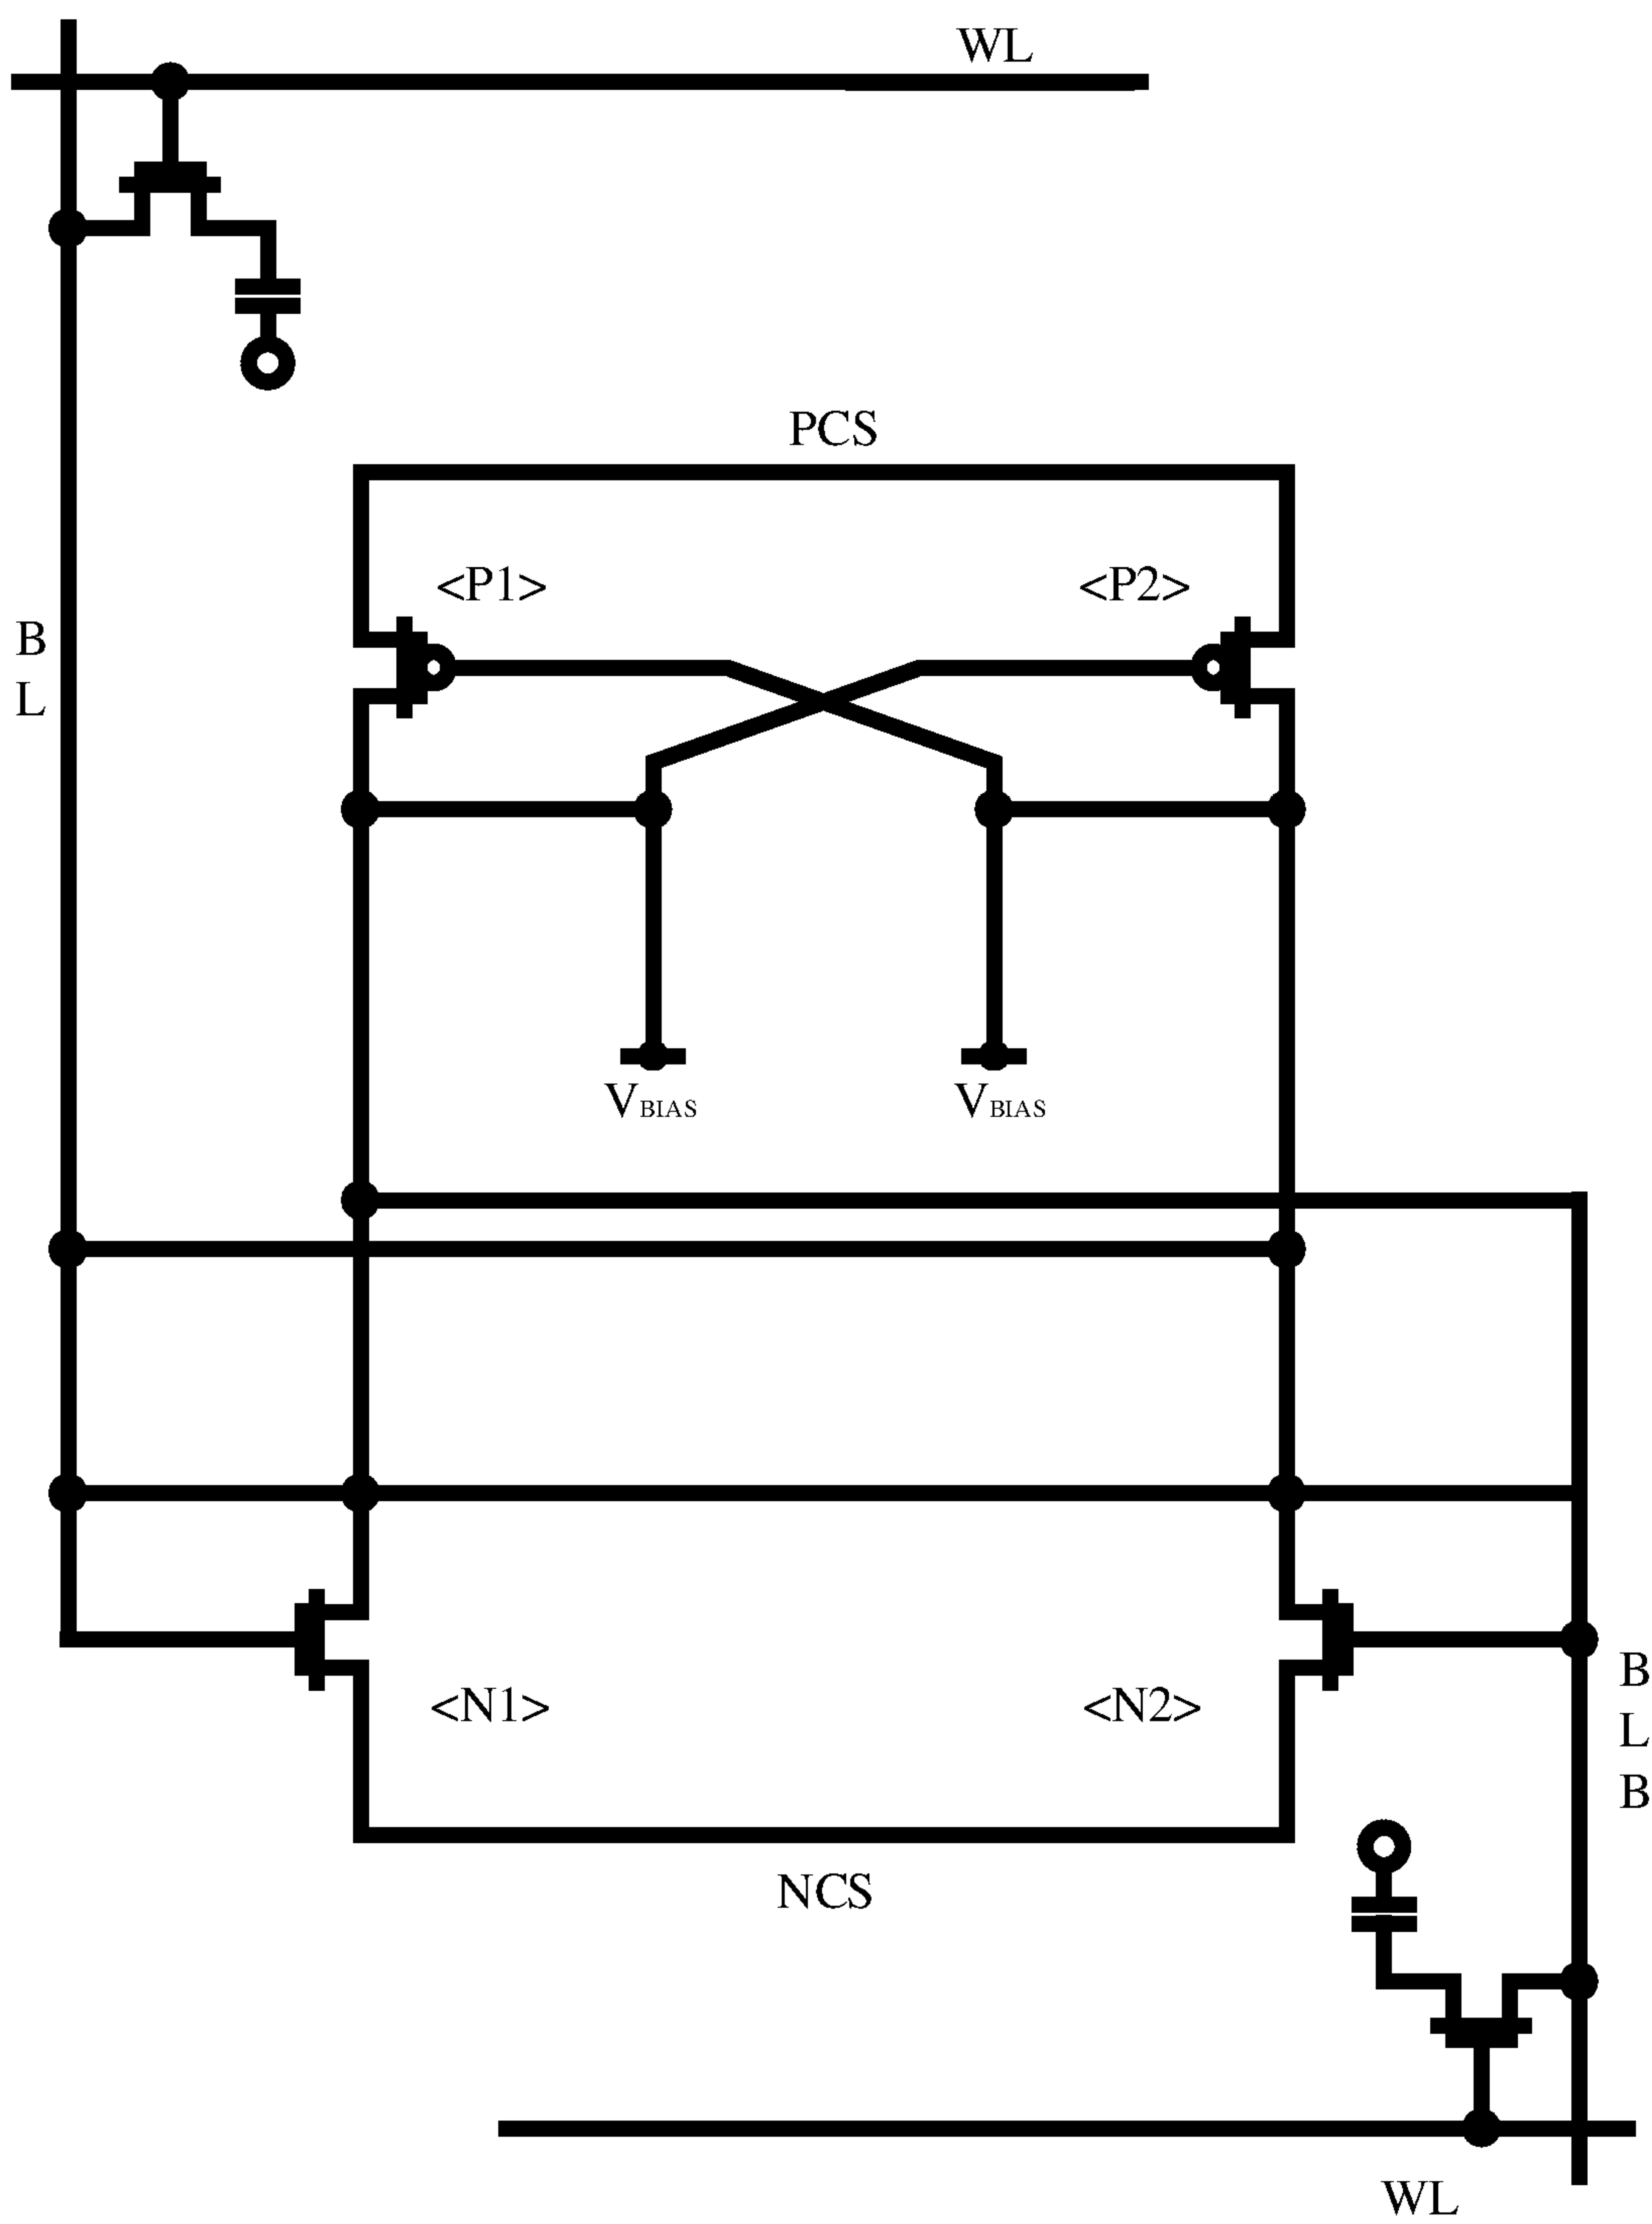 WL
PCS
<P1>
<P2>
B
L
VBIAS
VBIAS
<N1>
<N2>
B
L
B
NCS
WL